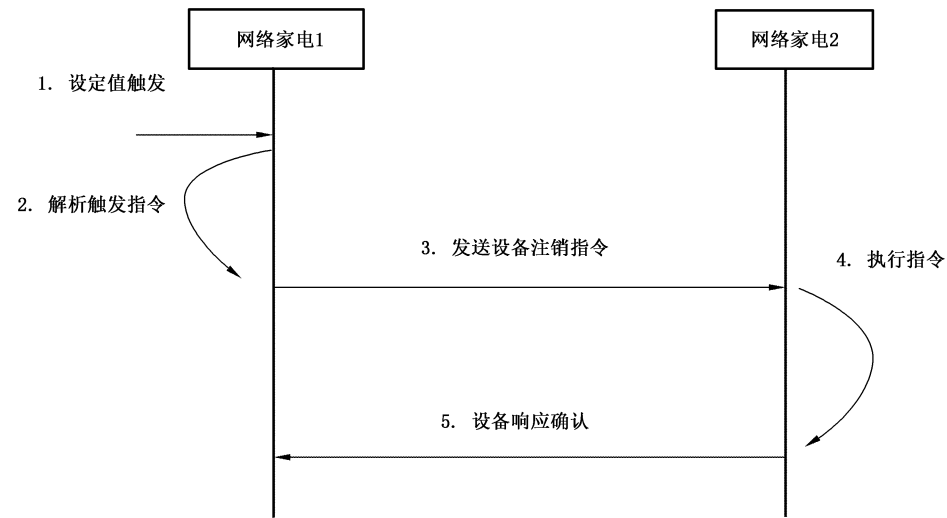 网络家电1
网络家电2
1. 设定值触发
2. 解析触发指令
3. 发送设备注销指令
4. 执行指令
5. 设备响应确认